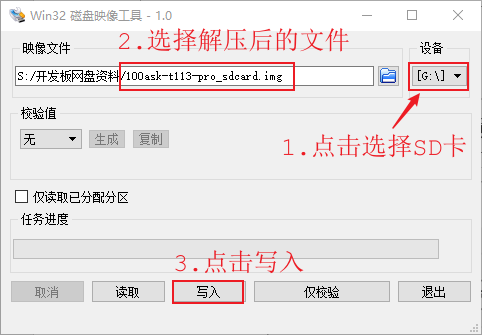 Win32 磁盘映像工具 - 1.0
2.选择解压后的文件
映像文件
设备
S:/开发板网盘资料/100ask-t113-pro_sdcard.img
[G:\]
校验值
无
生成
复制
1.点击选择SD卡
仅读取已分配分区
任务进度
3.点击写入
取消
读取
写入
仅校验
退出